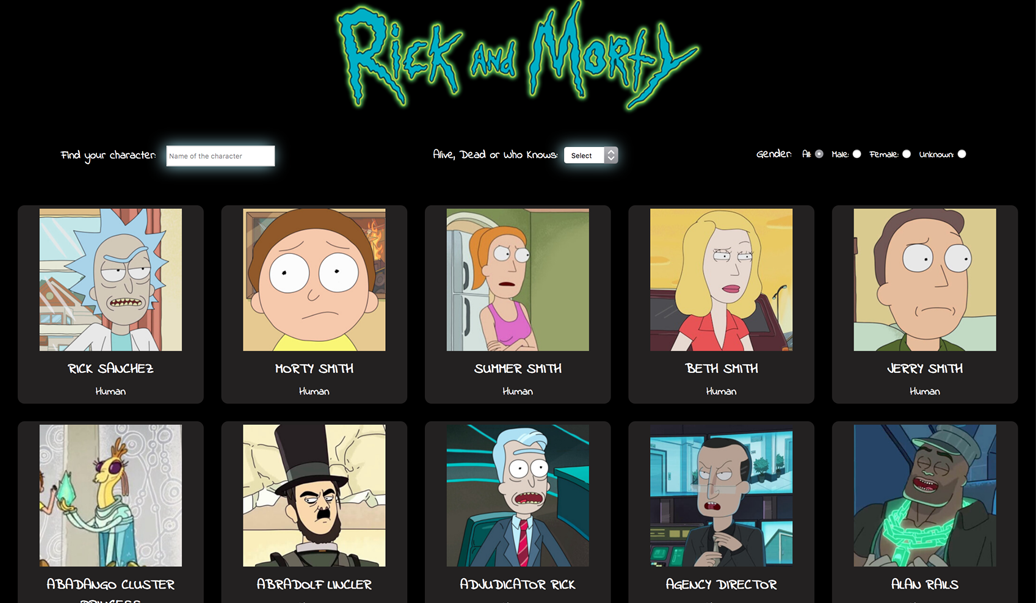 Rick AND Morty
Find your character: Name of the character
Alive, Dead or Who Knows: Select
Gender: All: Male: Female: Unknown:
RICK SANCHEZ
Human
MORTY SMITH
Human
SUMMER SMITH
Human
BETH SMITH
Human
JERRY SMITH
Human
ABADANGO CLUSTER
PRINCESS
ABRADOLF LINCLER
ADJUDICATOR RICK
AGENCY DIRECTOR
ALAN RAILS